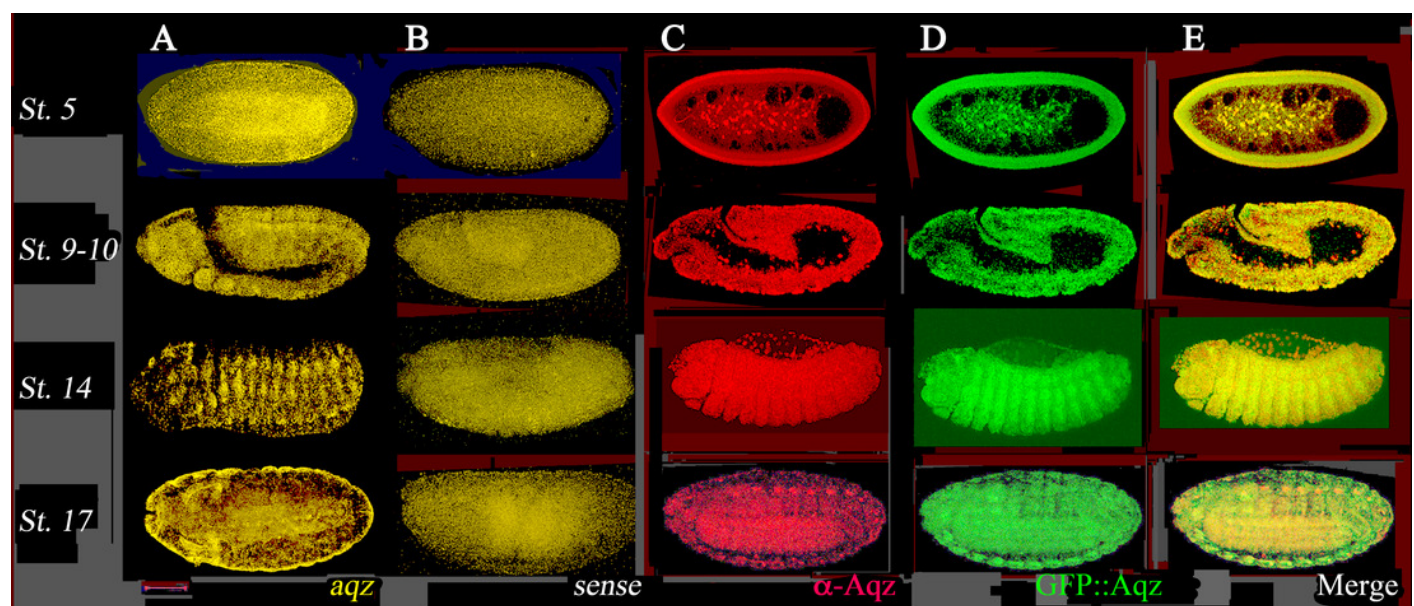 A B C D E
St. 5
St. 9-10
St. 14
St. 17
aqz sense α-Aqz GFP::Aqz Merge